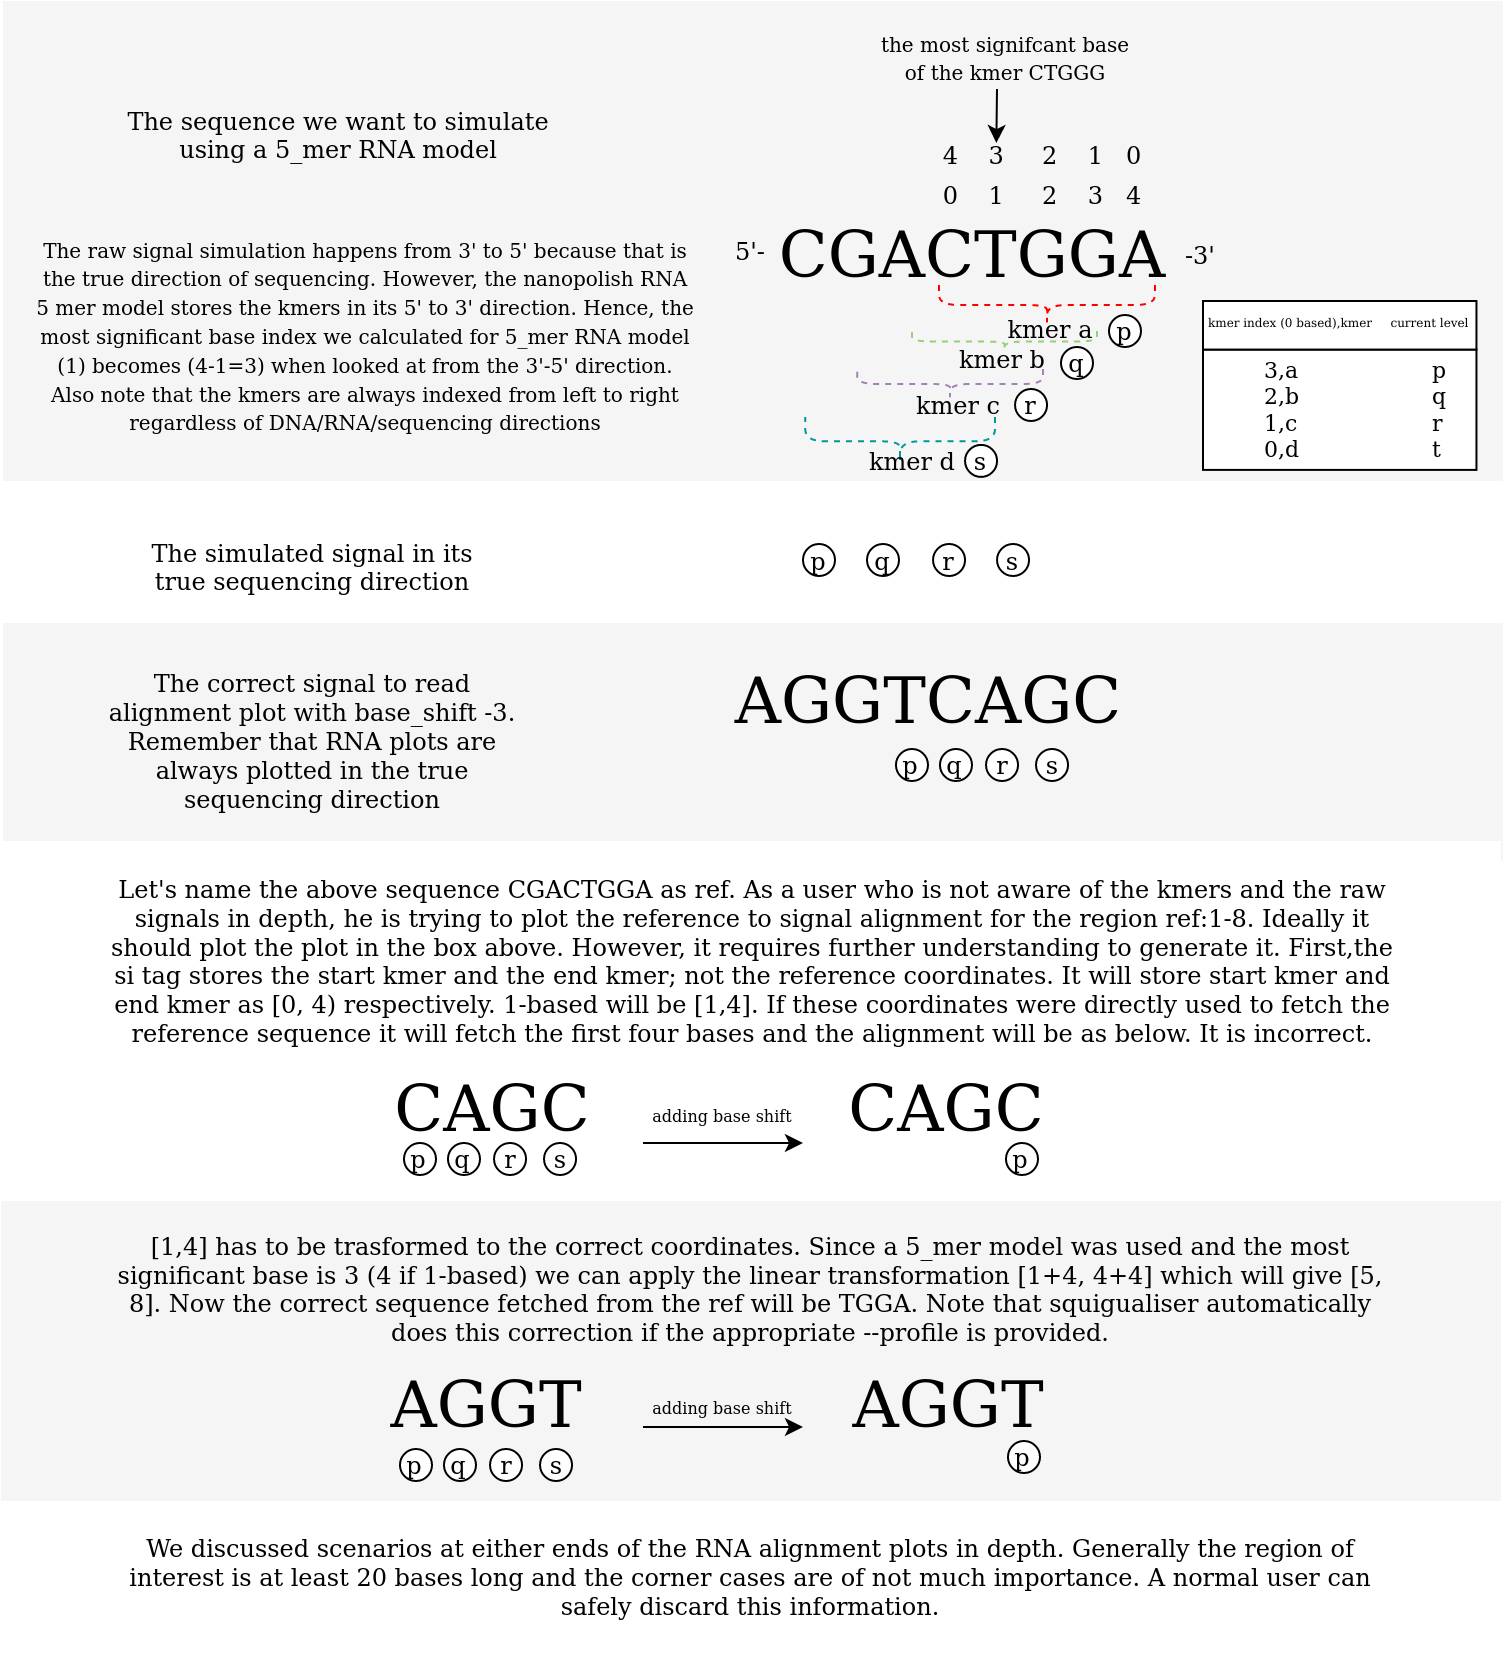 the most signifcant base
of the kmer CTGGG
The sequence we want to simulate
using a 5_mer RNA model
4 3 2 1 0
0 1 2 3 4
5'- CGACTGGA -3'
The raw signal simulation happens from 3' to 5' because that is
the true direction of sequencing. However, the nanopolish RNA
5 mer model stores the kmers in its 5' to 3' direction. Hence, the
most significant base index we calculated for 5_mer RNA model
(1) becomes (4-1=3) when looked at from the 3'-5' direction.
Also note that the kmers are always indexed from left to right
regardless of DNA/RNA/sequencing directions
kmer a p
kmer b q
kmer c r
kmer d s
kmer index (0 based),kmer current level
3,a p
2,b q
1,c r
0,d t
The simulated signal in its
true sequencing direction
p q r s
The correct signal to read
alignment plot with base_shift -3.
Remember that RNA plots are
always plotted in the true
sequencing direction
AGGTCAGC
p q r s
Let's name the above sequence CGACTGGA as ref. As a user who is not aware of the kmers and the raw
signals in depth, he is trying to plot the reference to signal alignment for the region ref:1-8. Ideally it
should plot the plot in the box above. However, it requires further understanding to generate it. First,the
si tag stores the start kmer and the end kmer; not the reference coordinates. It will store start kmer and
end kmer as [0, 4) respectively. 1-based will be [1,4]. If these coordinates were directly used to fetch the
reference sequence it will fetch the first four bases and the alignment will be as below. It is incorrect.
CAGC adding base shift CAGC
p q r s p
[1,4] has to be trasformed to the correct coordinates. Since a 5_mer model was used and the most
significant base is 3 (4 if 1-based) we can apply the linear transformation [1+4, 4+4] which will give [5,
8]. Now the correct sequence fetched from the ref will be TGGA. Note that squigualiser automatically
does this correction if the appropriate --profile is provided.
AGGT adding base shift AGGT
p q r s p
We discussed scenarios at either ends of the RNA alignment plots in depth. Generally the region of
interest is at least 20 bases long and the corner cases are of not much importance. A normal user can
safely discard this information.